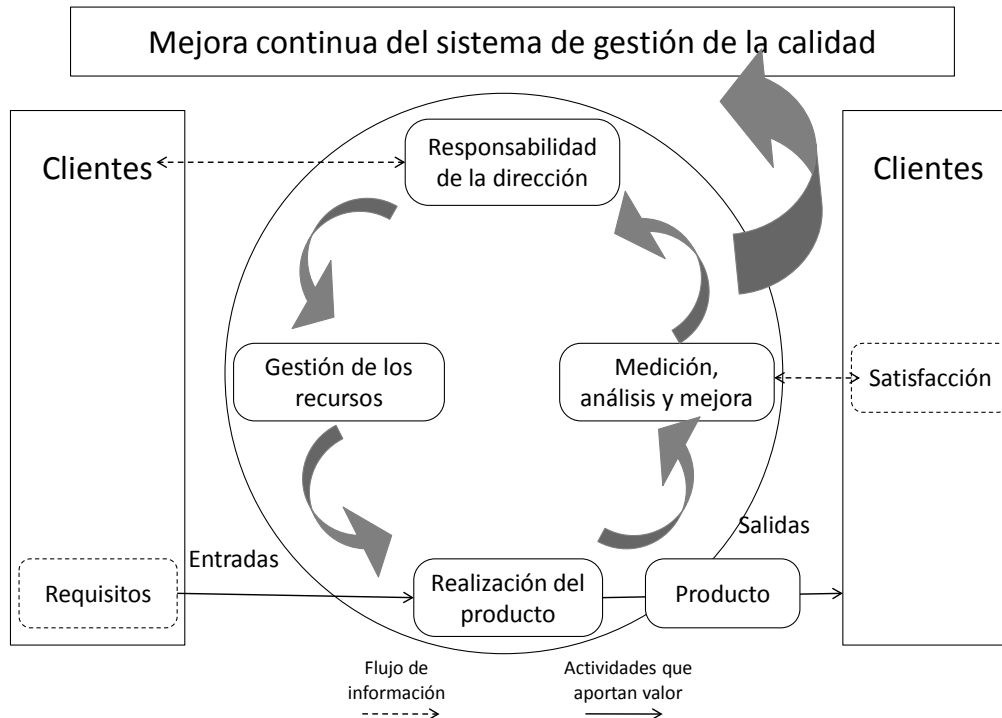 Mejora continua del sistema de gestión de la calidad
Clientes
Responsabilidad
de la dirección
Clientes
Gestión de los
recursos
Medición,
análisis y mejora
Satisfacción
Salidas
Entradas
Requisitos
Realización del
producto
Producto
Flujo de
información
Actividades que
aportan valor